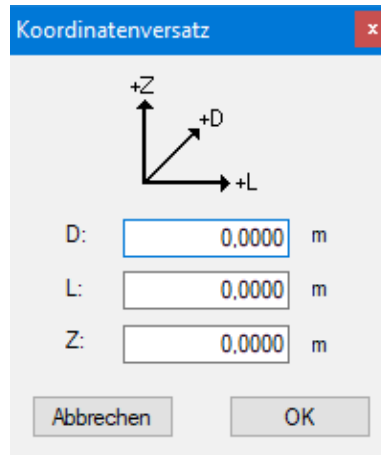 Koordinatenversatz x
+Z
+D
+L
D: 0,0000 m
L: 0,0000 m
Z: 0,0000 m
Abbrechen OK